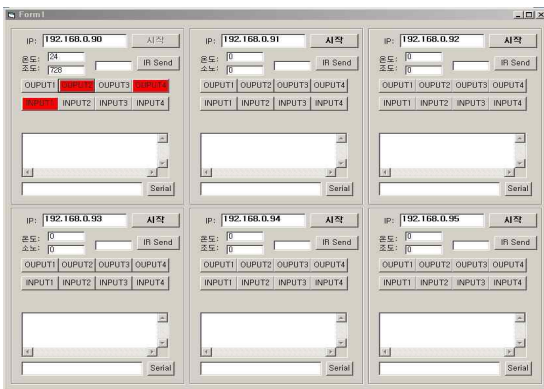 Form1
IP: 192.168.0.90 시작
온도: 24
조도: 728
IR Send
OUPUT1 OUPUT2 OUPUT3 OUPUT4
INPUT1 INPUT2 INPUT3 INPUT4
Serial
IP: 192.168.0.91 시작
온도: 0
소노: 0
IR Send
OUPUT1 OUPUT2 OUPUT3 OUPUT4
INPUT1 INPUT2 INPUT3 INPUT4
Serial
IP: 192.168.0.92 시작
온도: 0
조도: 0
IR Send
OUPUT1 OUPUT2 OUPUT3 OUPUT4
INPUT1 INPUT2 INPUT3 INPUT4
Serial
IP: 192.168.0.93 시작
온도: 0
소노: 0
IR Send
OUPUT1 OUPUT2 OUPUT3 OUPUT4
INPUT1 INPUT2 INPUT3 INPUT4
Serial
IP: 192.168.0.94 시작
온도: 0
조도: 0
IR Send
OUPUT1 OUPUT2 OUPUT3 OUPUT4
INPUT1 INPUT2 INPUT3 INPUT4
Serial
IP: 192.168.0.95 시작
온도: 0
조도: 0
IR Send
OUPUT1 OUPUT2 OUPUT3 OUPUT4
INPUT1 INPUT2 INPUT3 INPUT4
Serial